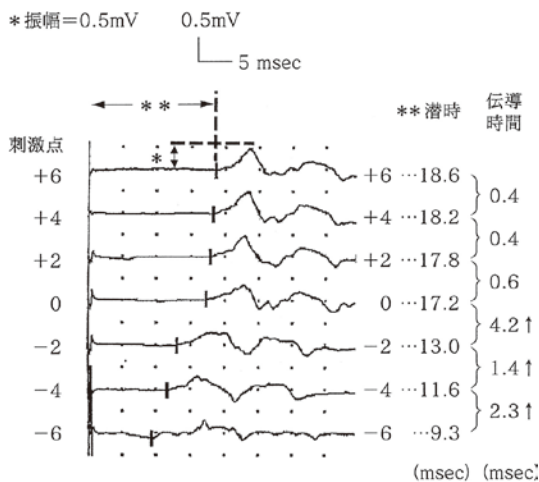 *振幅=0.5mV 0.5mV
5 msec
** **潜時 伝導時間
刺激点
*
+6 +6 …18.6
0.4
+4 +4 …18.2
0.4
+2 +2 …17.8
0.6
0 0 …17.2
4.2↑
−2 −2 …13.0
1.4↑
−4 −4 …11.6
2.3↑
−6 −6 …9.3
(msec) (msec)